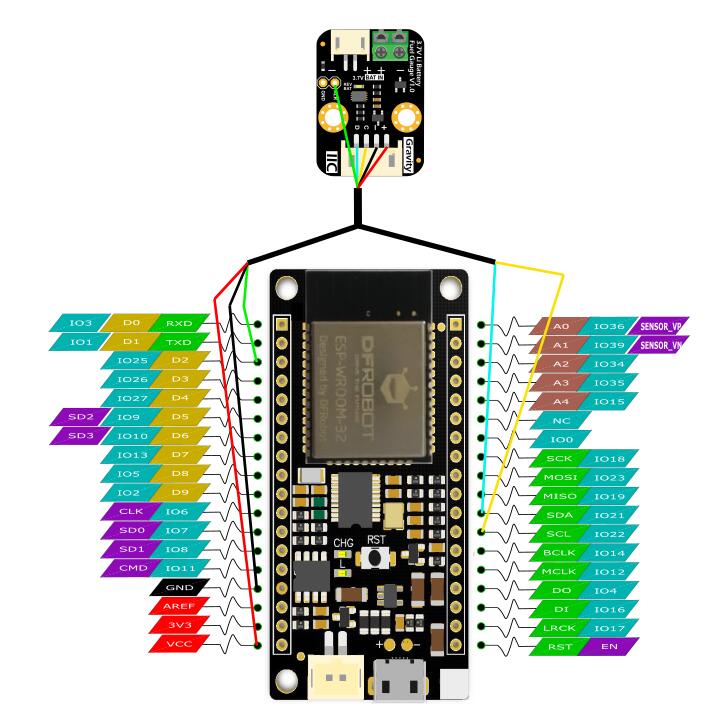 3.7V Li Battery
Fuel Gauge V1.0
3.7V BAT IN
GND
D C - +
IIC
Gravity
DFROBOT
ESP-WROOM-32
Designed by DFRobot
IO3 D0 RXD
IO1 D1 TXD
IO25 D2
IO26 D3
IO27 D4
SD2 IO9 D5
SD3 IO10 D6
IO13 D7
IO5 D8
IO2 D9
CLK IO6
SD0 IO7
SD1 IO8
CMD IO11
GND
AREF
3V3
VCC
A0 IO36 SENSOR_VP
A1 IO39 SENSOR_VN
A2 IO34
A3 IO35
A4 IO15
NC
IO0
SCK IO18
MOSI IO23
MISO IO19
SDA IO21
SCL IO22
BCLK IO14
MCLK IO12
DO IO4
DI IO16
LRCK IO17
RST EN
CHG
L
RST
+ -